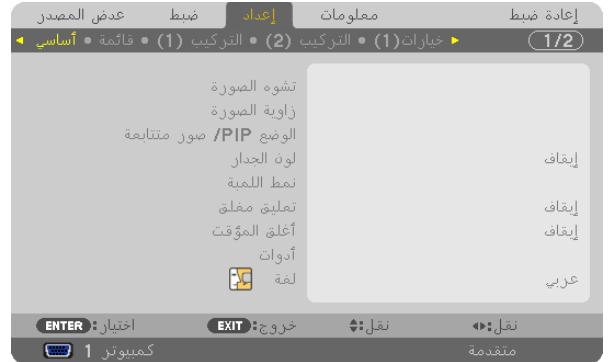 عدض المصدر ضبط إعداد معلومات إعادة ضبط
أساسي • قائمة • التركيب (1) • التركيب (2) • خيارات(1) 1/2
تشوه الصورة
زاوية الصورة
الوضع PIP/ صور متتابعة
لون الجدار إيقاف
نمط اللمبة
تعليق مغلق إيقاف
أغلق المؤقت إيقاف
أدوات
لغة عربي
ENTER :اختيار EXIT :خروج نقل: نقل:
كمبيوتر 1 متقدمة